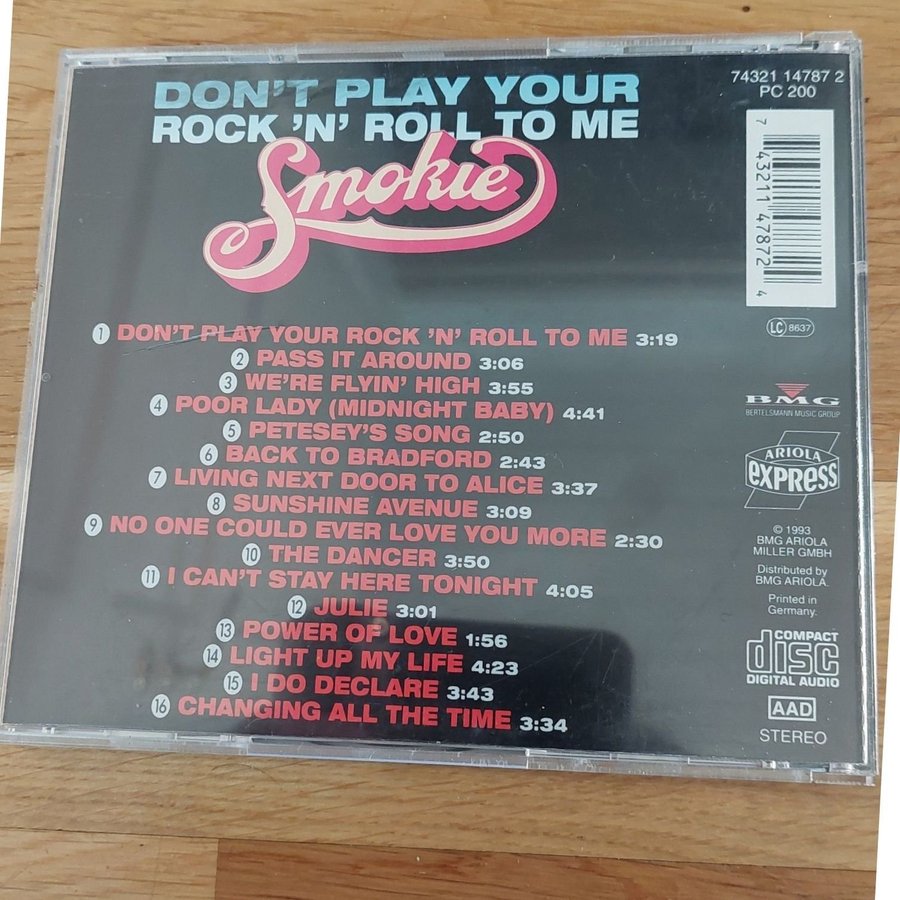 DON'T PLAY YOUR
ROCK 'N' ROLL TO ME
Smokie
74321 14787 2
PC 200
7 43211 47872 4
LC 8637
1 DON'T PLAY YOUR ROCK 'N' ROLL TO ME 3:19
2 PASS IT AROUND 3:06
3 WE'RE FLYIN' HIGH 3:55
4 POOR LADY (MIDNIGHT BABY) 4:41
5 PETESEY'S SONG 2:50
6 BACK TO BRADFORD 2:43
7 LIVING NEXT DOOR TO ALICE 3:37
8 SUNSHINE AVENUE 3:09
9 NO ONE COULD EVER LOVE YOU MORE 2:30
10 THE DANCER 3:50
11 I CAN'T STAY HERE TONIGHT 4:05
12 JULIE 3:01
13 POWER OF LOVE 1:56
14 LIGHT UP MY LIFE 4:23
15 I DO DECLARE 3:43
16 CHANGING ALL THE TIME 3:34
BMG
BERTELSMANN MUSIC GROUP
ARIOLA
EXPRESS
© 1993
BMG ARIOLA
MILLER GMBH
Distributed by
BMG ARIOLA.
Printed in
Germany.
COMPACT
disc
DIGITAL AUDIO
AAD
STEREO